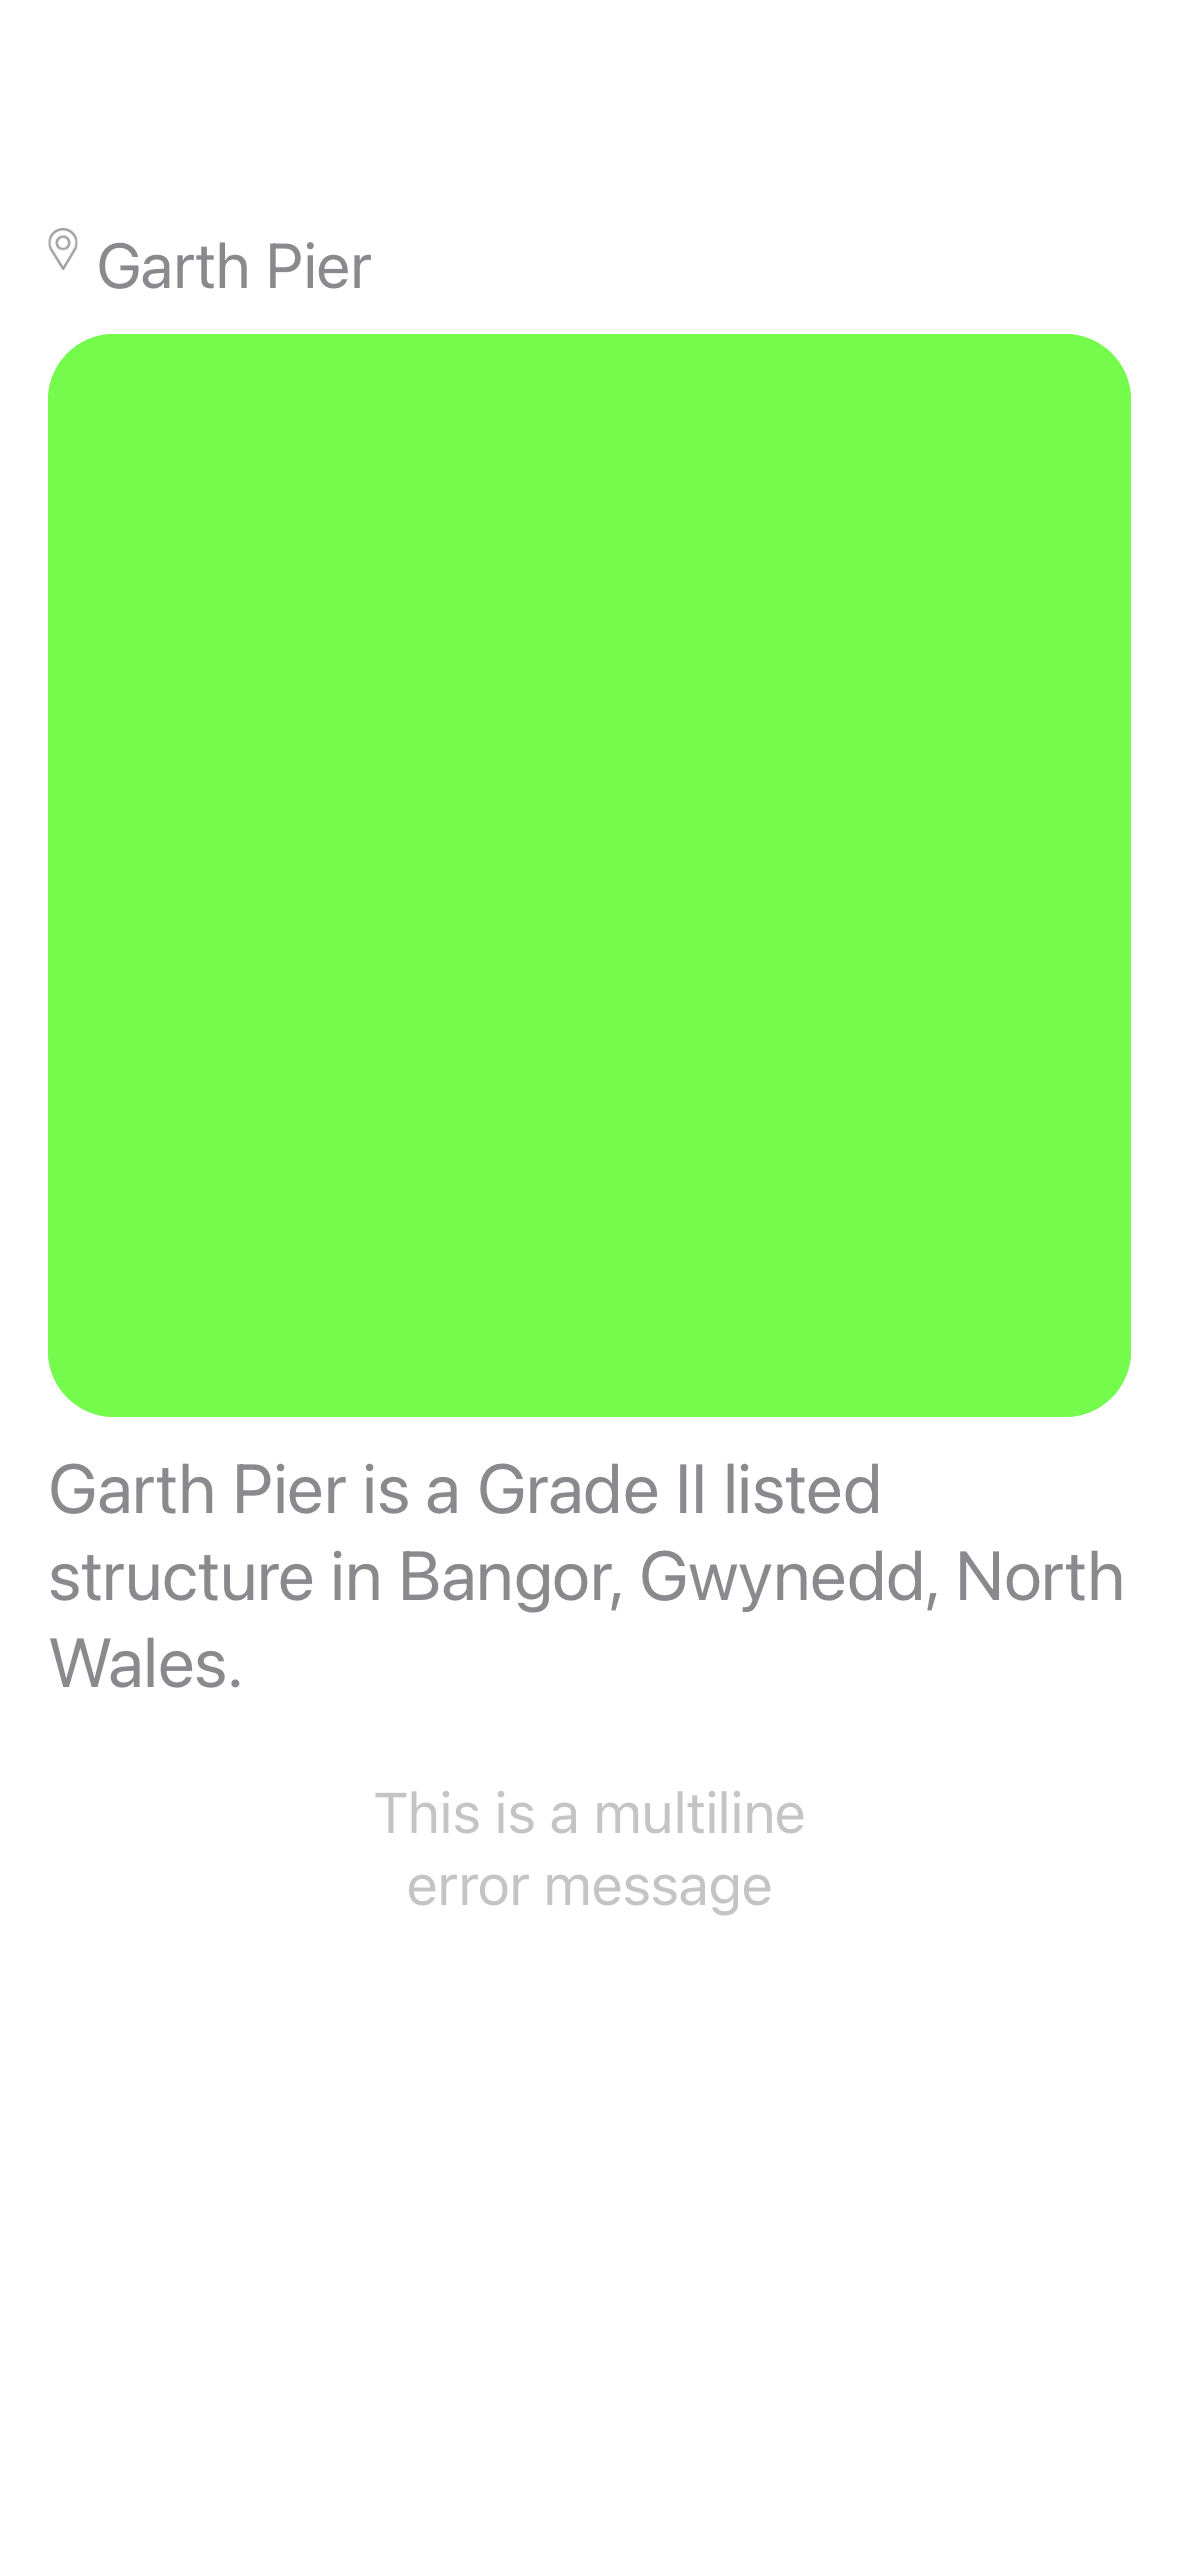 Garth Pier
Garth Pier is a Grade II listed
structure in Bangor, Gwynedd, North
Wales.
This is a multiline
error message